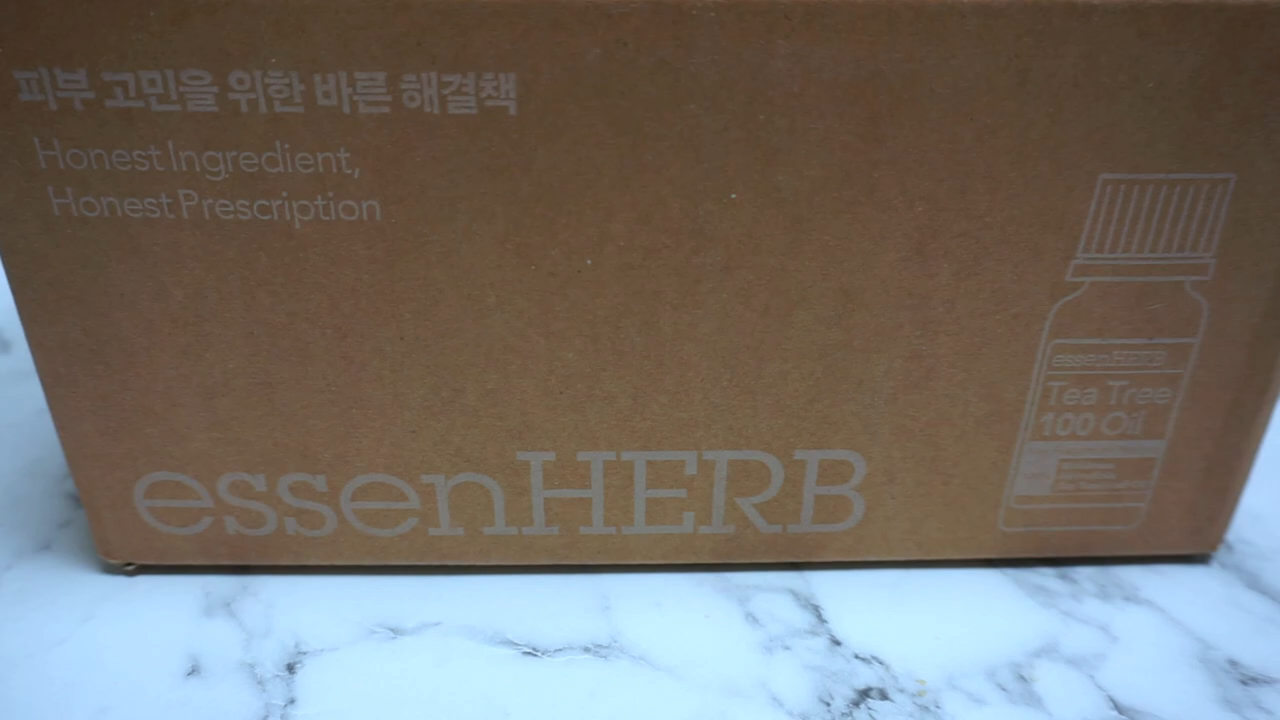 피부 고민을 위한 바른 해결책
Honest Ingredient,
Honest Prescription
essenHERB
essenHERB
Tea Tree
100 Oil